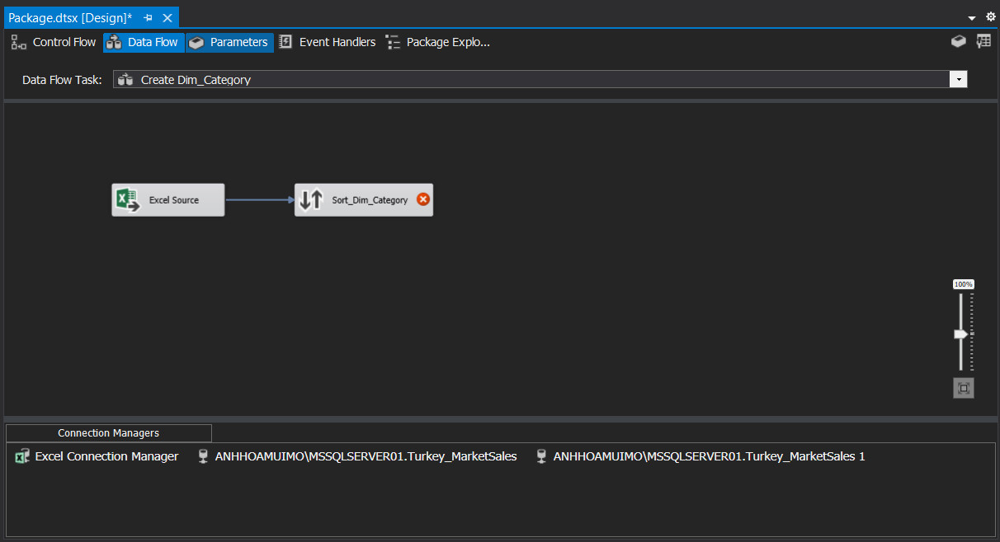 Package.dtsx [Design]*
Control Flow Data Flow Parameters Event Handlers Package Explo...
Data Flow Task: Create Dim_Category
Excel Source Sort_Dim_Category
100%
Connection Managers
Excel Connection Manager ANHHOAMUIMO\MSSQLSERVER01.Turkey_MarketSales ANHHOAMUIMO\MSSQLSERVER01.Turkey_MarketSales 1